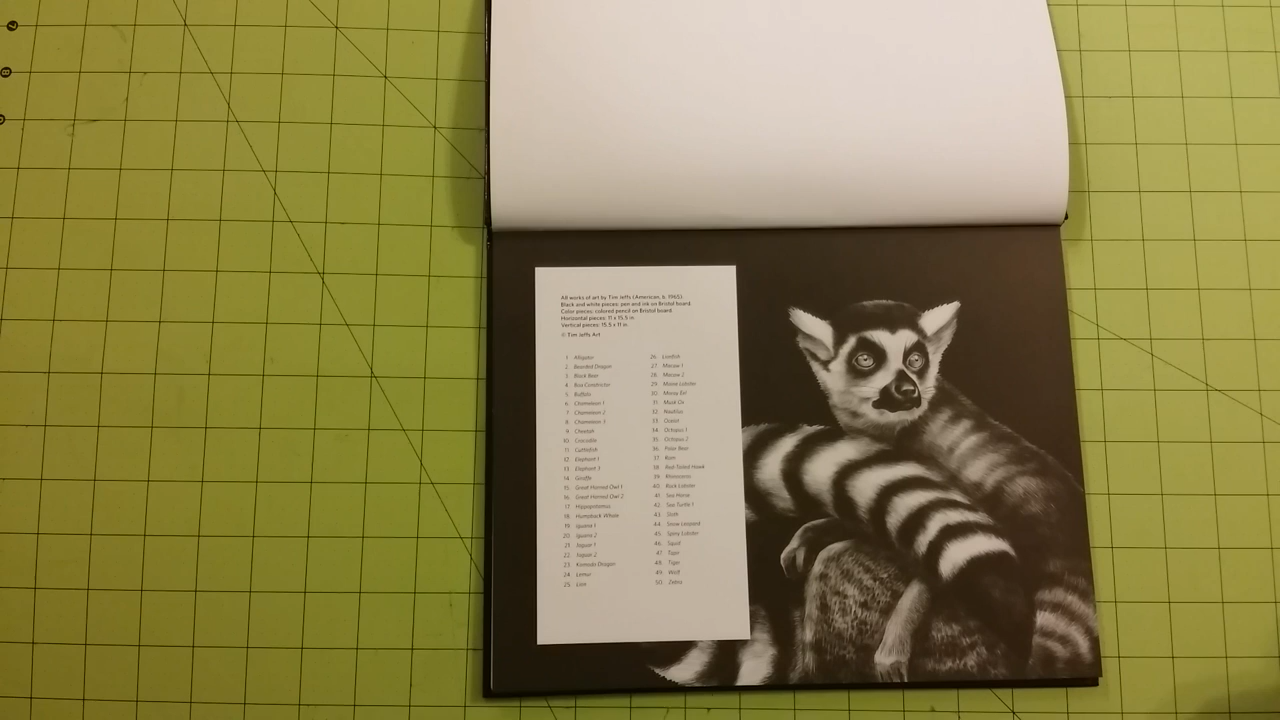 7
8
9
All works of art by Tim Jeffs (American, b. 1965)
Black and white pieces: pen and ink on Bristol board
Color pieces: colored pencil on Bristol board
Horizontal pieces: 11 x 15.5 in.
Vertical pieces: 15.5 x 11 in.
© Tim Jeffs Art
1. Alligator
2. Bearded Dragon
3. Black Bear
4. Boa Constrictor
5. Buffalo
6. Chameleon 1
7. Chameleon 2
8. Chameleon 3
9. Cheetah
10. Crocodile
11. Cuttlefish
12. Elephant 1
13. Elephant 3
14. Giraffe
15. Great Horned Owl 1
16. Great Horned Owl 2
17. Hippopotamus
18. Humpback Whale
19. Iguana 1
20. Iguana 2
21. Jaguar 1
22. Jaguar 2
23. Komodo Dragon
24. Lemur
25. Lion
26. Lionfish
27. Macaw 1
28. Macaw 2
29. Moose Lobster
30. Moray Eel
31. Musk Ox
32. Nautilus
33. Ocelot
34. Octopus 1
35. Octopus 2
36. Polar Bear
37. Ram
38. Red-Tailed Hawk
39. Rhinoceros
40. Rock Lobster
41. Sea Horse
42. Sea Turtle 1
43. Sloth
44. Snow Leopard
45. Spiny Lobster
46. Squid
47. Tiger
48. Tiger
49. Wolf
50. Zebra